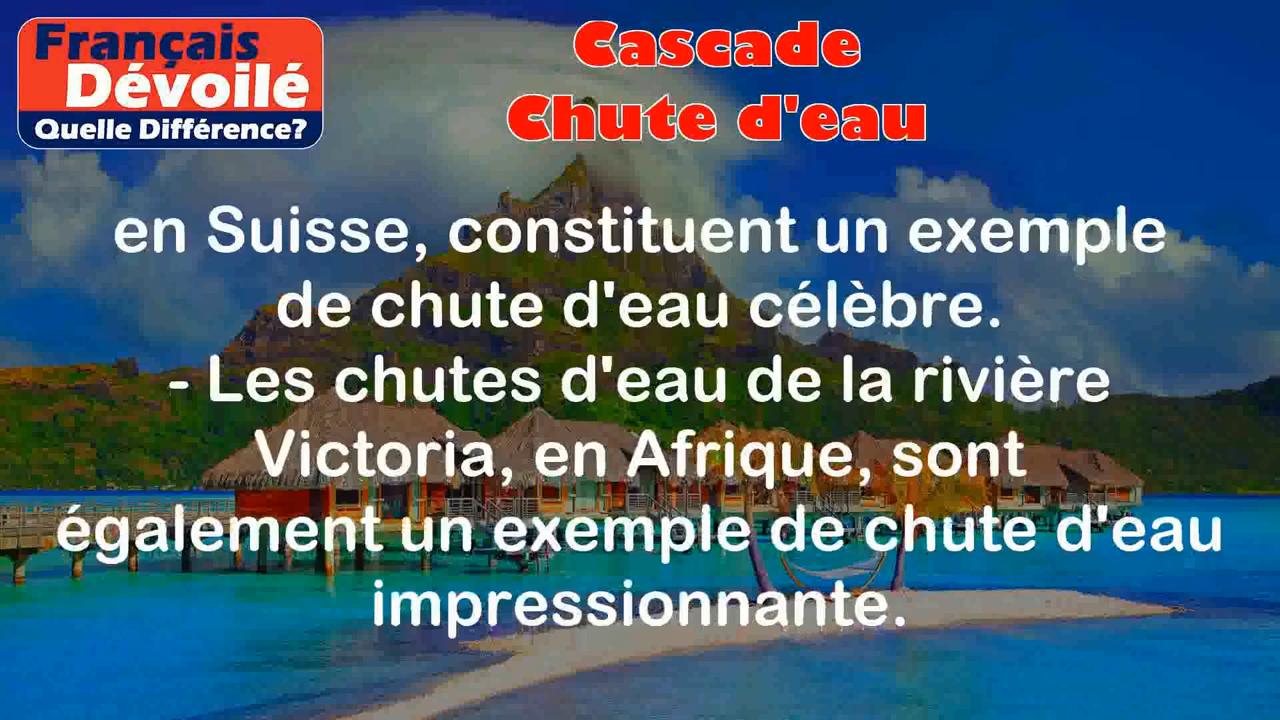 Français
Dévoilé
Quelle Différence?
Cascade
Chute d'eau
en Suisse, constituent un exemple
de chute d'eau célèbre.
- Les chutes d'eau de la rivière
Victoria, en Afrique, sont
également un exemple de chute d'eau
impressionnante.